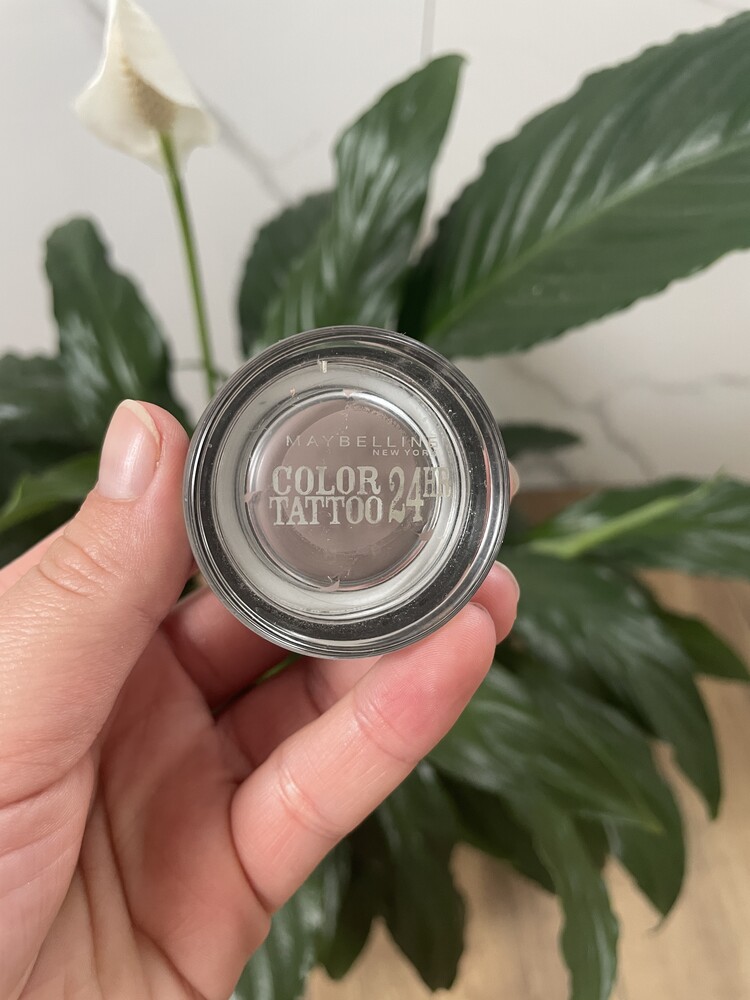 MAYBELLINE
NEW YORK
COLOR
TATTOO 24HR